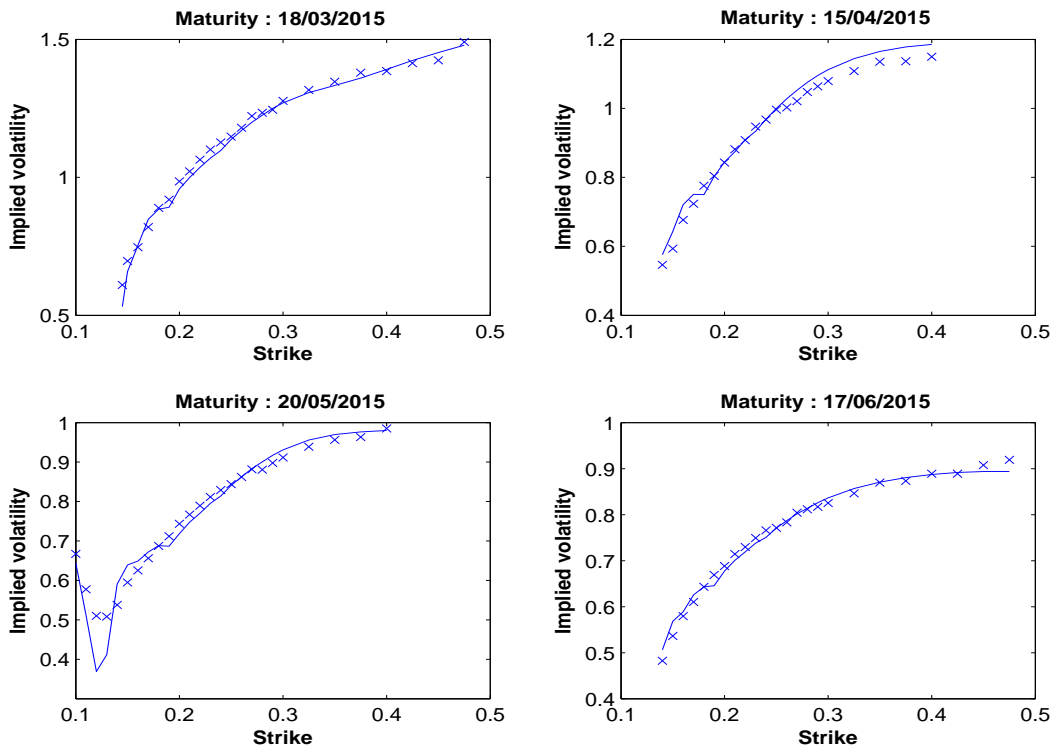 Maturity : 18/03/2015
Implied volatility
1.5
1
0.5
0.1 0.2 0.3 0.4 0.5
Strike
Maturity : 15/04/2015
Implied volatility
1.2
1
0.8
0.6
0.4
0.1 0.2 0.3 0.4 0.5
Strike
Maturity : 20/05/2015
Implied volatility
1
0.9
0.8
0.7
0.6
0.5
0.4
0.1 0.2 0.3 0.4 0.5
Strike
Maturity : 17/06/2015
Implied volatility
1
0.9
0.8
0.7
0.6
0.5
0.4
0.1 0.2 0.3 0.4 0.5
Strike